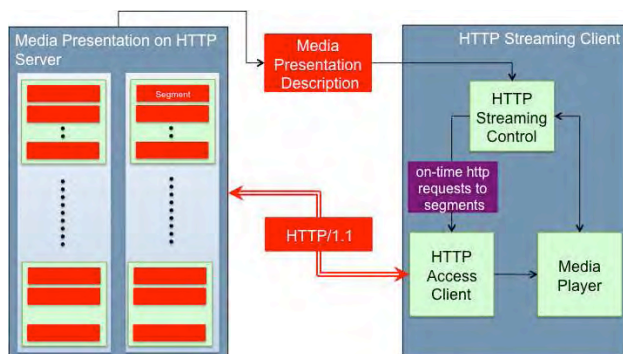 Media Presentation on HTTP
Server
Segment
Media
Presentation
Description
HTTP/1.1
HTTP Streaming Client
HTTP
Streaming
Control
on-time http
requests to
segments
HTTP
Access
Client
Media
Player